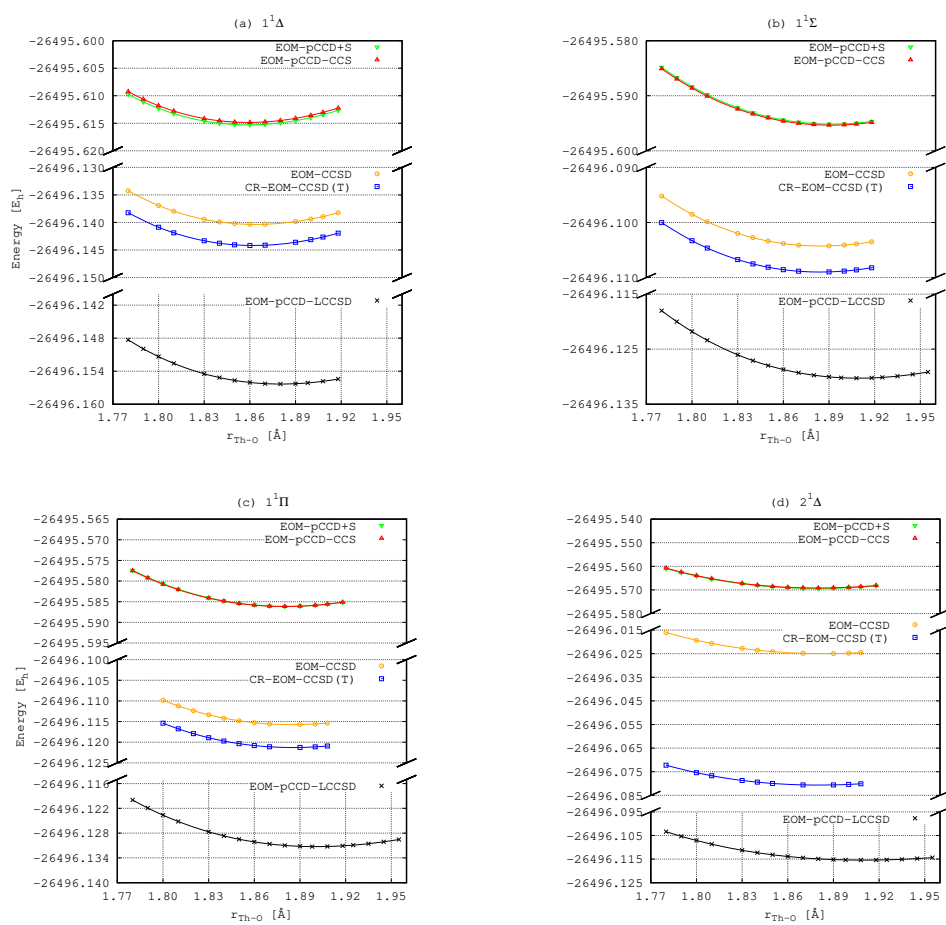 (a) 1¹Δ
EOM-pCCD+S
EOM-pCCD-CCS
-26495.600
-26495.605
-26495.610
-26495.615
-26495.620
-26496.130
-26496.135
-26496.140
-26496.145
-26496.150
EOM-CCSD
CR-EOM-CCSD(T)
-26496.142
-26496.148
-26496.154
-26496.160
EOM-pCCD-LCCSD
Energy [E_h]
1.77 1.80 1.83 1.86 1.89 1.92 1.95
r_Th-O [Å]
(b) 1¹Σ
EOM-pCCD+S
EOM-pCCD-CCS
-26495.580
-26495.590
-26495.600
-26496.090
-26496.100
-26496.110
EOM-CCSD
CR-EOM-CCSD(T)
-26496.115
-26496.125
-26496.135
EOM-pCCD-LCCSD
1.77 1.80 1.83 1.86 1.89 1.92 1.95
r_Th-O [Å]
(c) 1¹Π
EOM-pCCD+S
EOM-pCCD-CCS
-26495.565
-26495.570
-26495.575
-26495.580
-26495.585
-26495.590
-26495.595
-26496.100
-26496.105
-26496.110
-26496.115
-26496.120
-26496.125
EOM-CCSD
CR-EOM-CCSD(T)
-26496.116
-26496.122
-26496.128
-26496.134
-26496.140
EOM-pCCD-LCCSD
Energy [E_h]
1.77 1.80 1.83 1.86 1.89 1.92 1.95
r_Th-O [Å]
(d) 2¹Δ
EOM-pCCD+S
EOM-pCCD-CCS
-26495.540
-26495.550
-26495.560
-26495.570
-26495.580
-26496.015
-26496.025
-26496.035
-26496.045
-26496.055
-26496.065
-26496.075
-26496.085
EOM-CCSD
CR-EOM-CCSD(T)
-26496.095
-26496.105
-26496.115
-26496.125
EOM-pCCD-LCCSD
1.77 1.80 1.83 1.86 1.89 1.92 1.95
r_Th-O [Å]